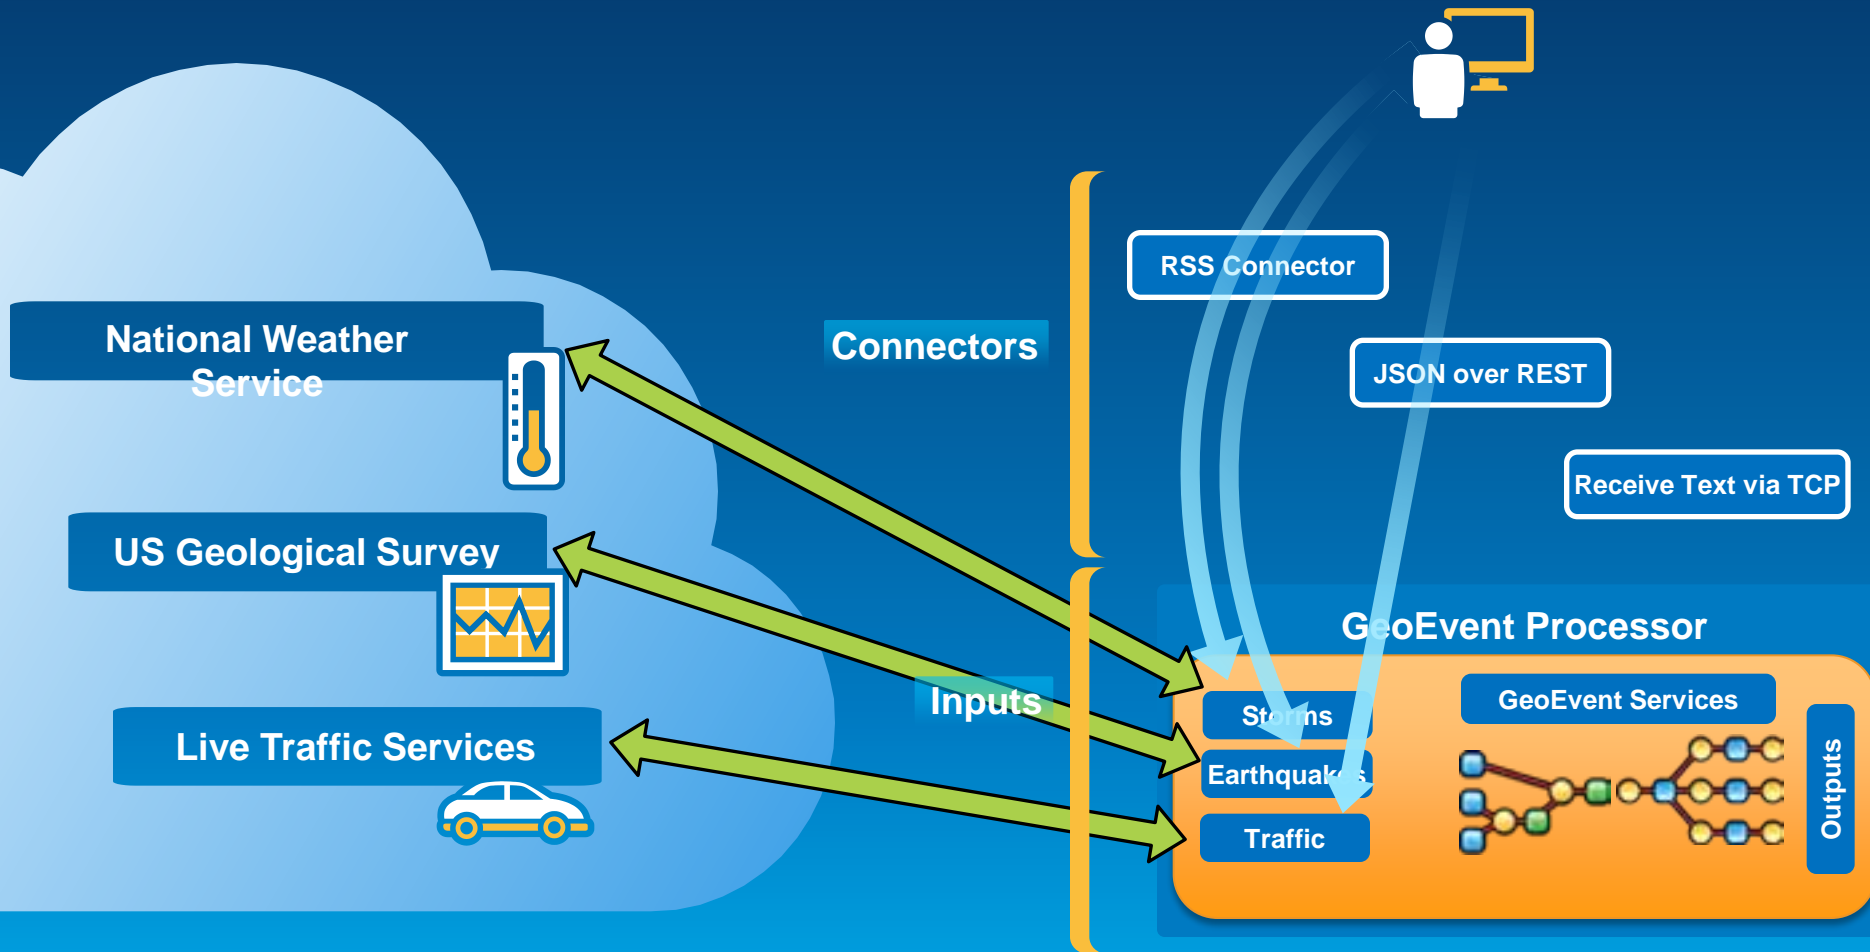 RSS Connector
National Weather
Service
Connectors
JSON over REST
Receive Text via TCP
US Geological Survey
GeoEvent Processor
Inputs
Storms
GeoEvent Services
Live Traffic Services
Earthquakes
Outputs
Traffic